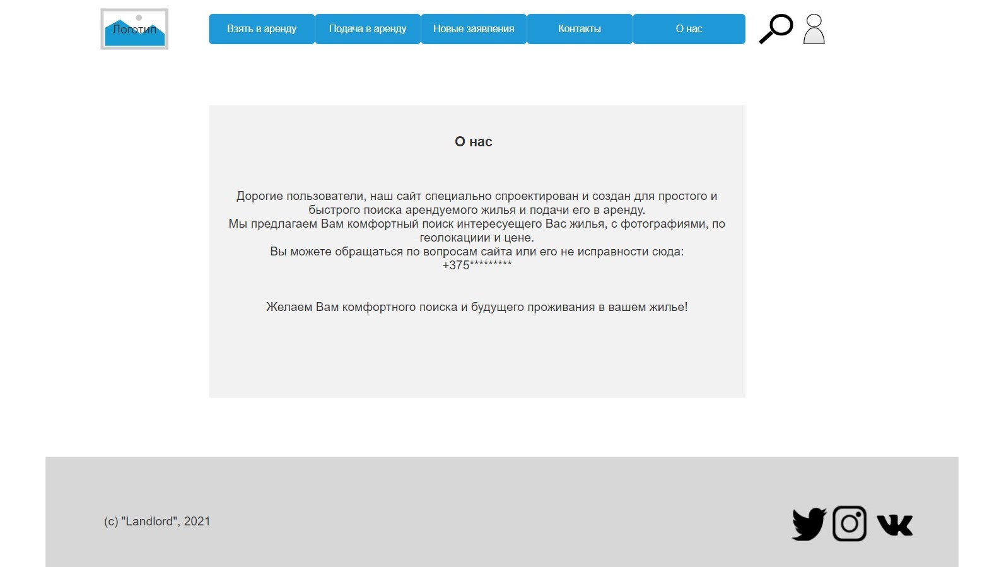 Логотип
Взять в аренду
Подача в аренду
Новые заявления
Контакты
О нас
О нас
Дорогие пользователи, наш сайт специально спроектирован и создан для простого и
быстрого поиска арендуемого жилья и подачи его в аренду.
Мы предлагаем Вам комфортный поиск интересуещего Вас жилья, с фотографиями, по
геолокациии и цене.
Вы можете обращаться по вопросам сайта или его не исправности сюда:
+375*********
Желаем Вам комфортного поиска и будущего проживания в вашем жилье!
(c) "Landlord", 2021